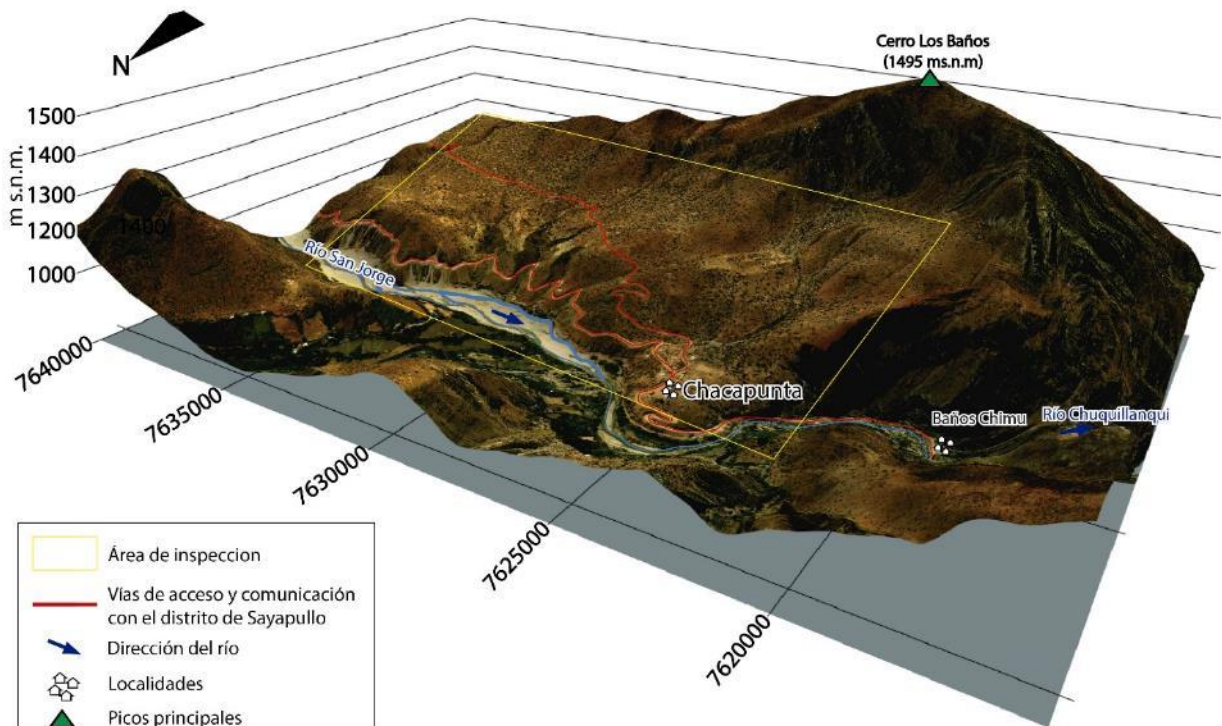 N
Cerro Los Baños
(1495 ms.n.m)
1500
1400
1300
1200
1000
m s.n.m.
1400
Río San Jorge
Chacapunta
Baños Chimu
Río Chuquillanqui
7640000
7635000
7630000
7625000
7620000
Área de inspeccion
Vías de acceso y comunicación
con el distrito de Sayapullo
Dirección del río
Localidades
Picos principales